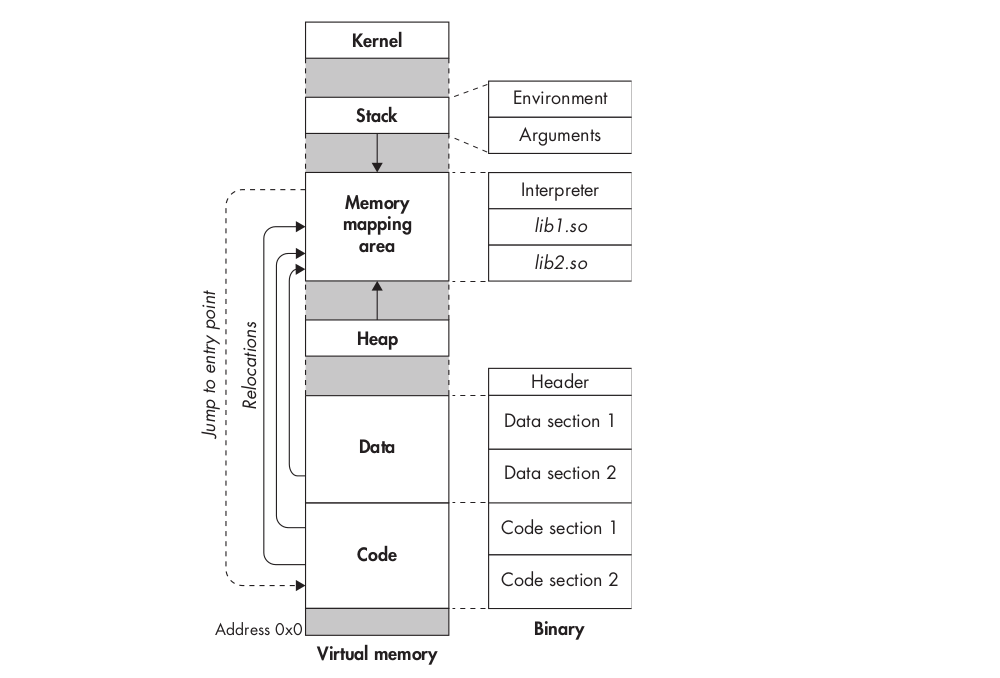 Kernel
Stack
Environment
Arguments
Memory
mapping
area
Interpreter
lib1.so
lib2.so
Heap
Jump to entry point
Relocations
Header
Data
Data section 1
Data section 2
Code
Code section 1
Code section 2
Address 0x0
Binary
Virtual memory